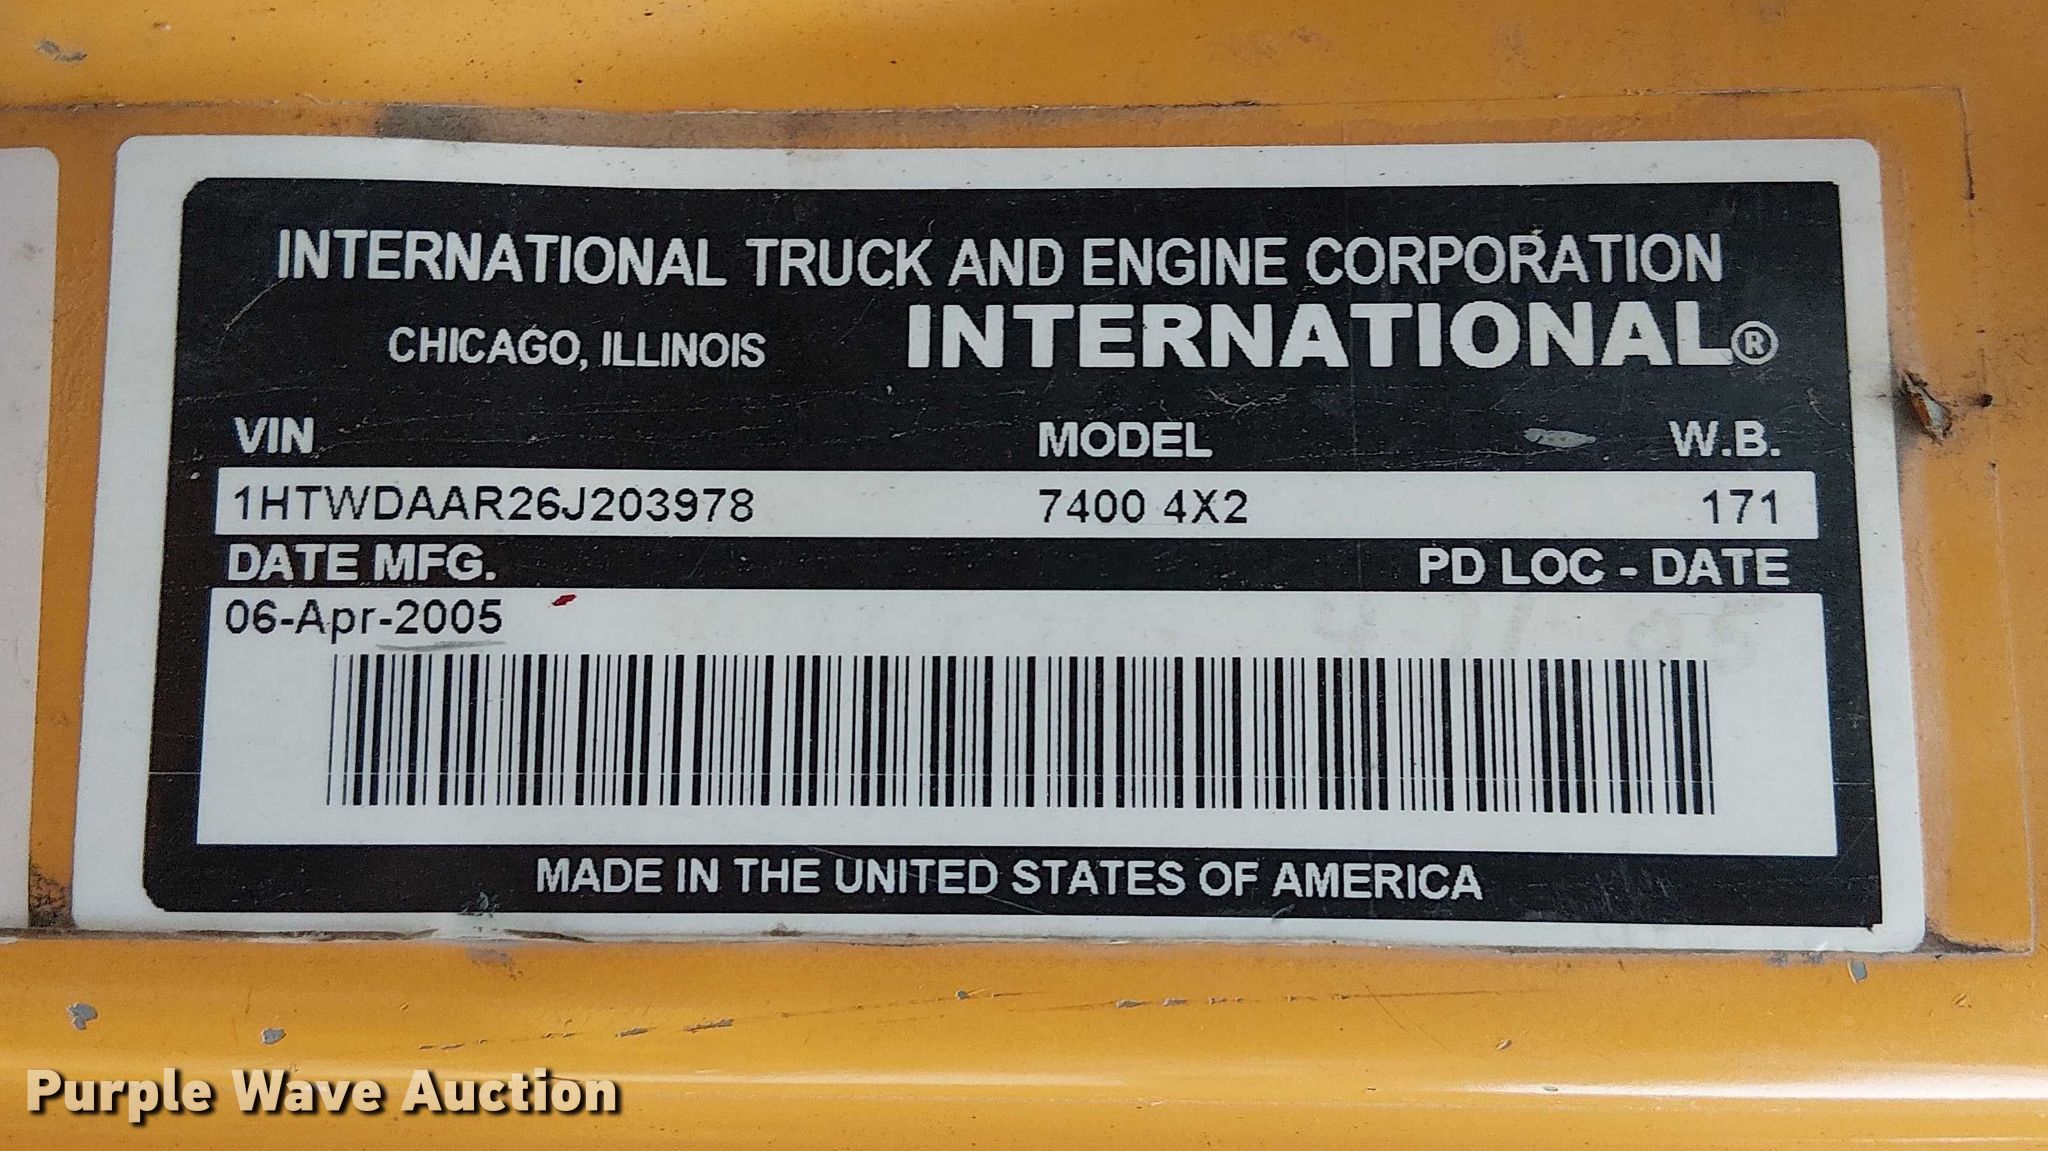 INTERNATIONAL TRUCK AND ENGINE CORPORATION
CHICAGO, ILLINOIS INTERNATIONAL®
VIN MODEL W.B.
1HTWDAAR26J203978 7400 4X2 171
DATE MFG. PD LOC - DATE
06-Apr-2005
MADE IN THE UNITED STATES OF AMERICA
Purple Wave Auction